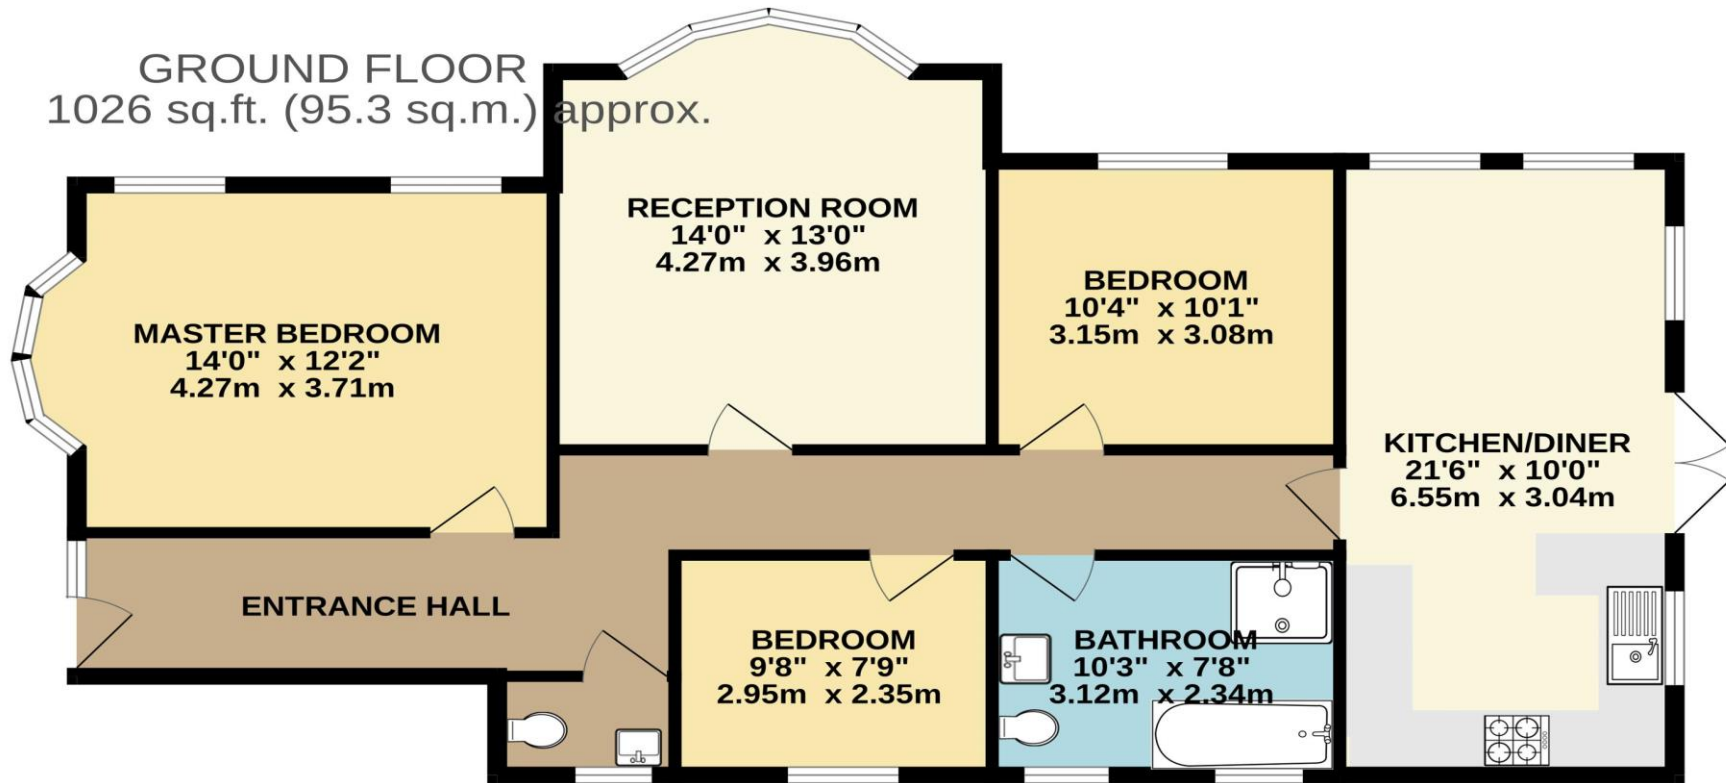 GROUND FLOOR
1026 sq.ft. (95.3 sq.m.) approx.
RECEPTION ROOM
14'0" x 13'0"
4.27m x 3.96m
BEDROOM
10'4" x 10'1"
3.15m x 3.08m
MASTER BEDROOM
14'0" x 12'2"
4.27m x 3.71m
KITCHEN/DINER
21'6" x 10'0"
6.55m x 3.04m
ENTRANCE HALL
BEDROOM
9'8" x 7'9"
2.95m x 2.35m
BATHROOM
10'3" x 7'8"
3.12m x 2.34m